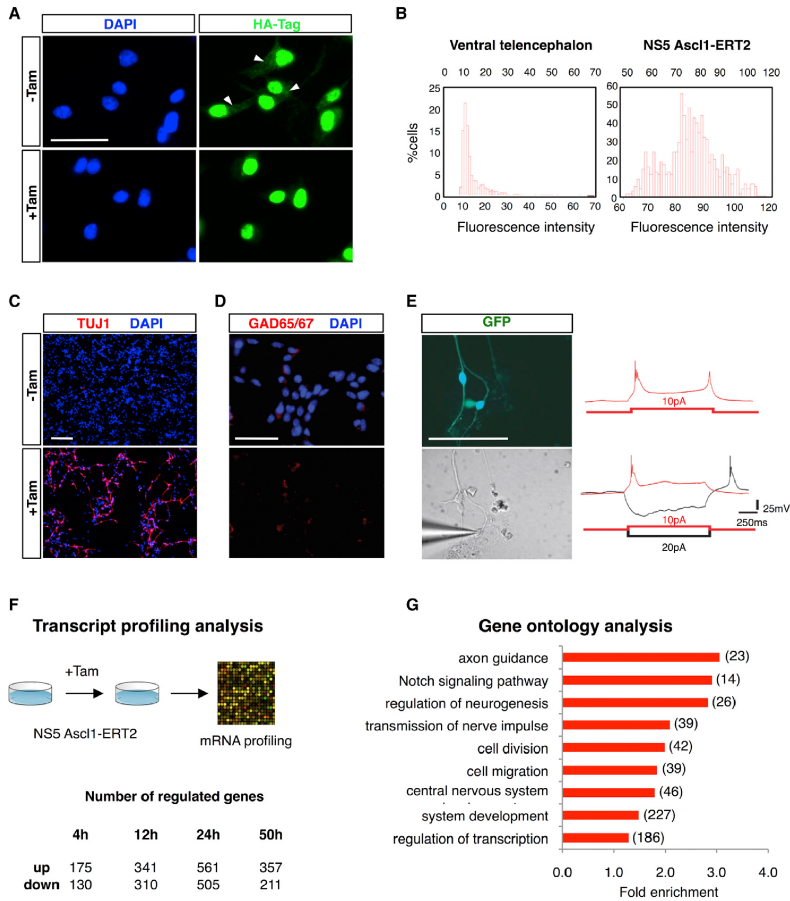 A
DAPI
HA-Tag
-Tam
+Tam
B
Ventral telencephalon
NS5 Ascl1-ERT2
0 10 20 30 40 50 60 70
50 60 70 80 90 100 110 120
%cells
25
20
15
10
5
0
60
50
40
30
20
10
0
10 20 30 40 50 60 70
60 70 80 90 100 110 120
Fluorescence intensity
Fluorescence intensity
C
TUJ1 DAPI
-Tam
+Tam
D
GAD65/67 DAPI
E
GFP
10pA
10pA
20pA
25mV
250ms
F
Transcript profiling analysis
+Tam
NS5 Ascl1-ERT2
mRNA profiling
Number of regulated genes
4h 12h 24h 50h
up 175 341 561 357
down 130 310 505 211
G
Gene ontology analysis
axon guidance (23)
Notch signaling pathway (14)
regulation of neurogenesis (26)
transmission of nerve impulse (39)
cell division (42)
cell migration (39)
central nervous system (46)
system development (227)
regulation of transcription (186)
0.0 1.0 2.0 3.0 4.0
Fold enrichment